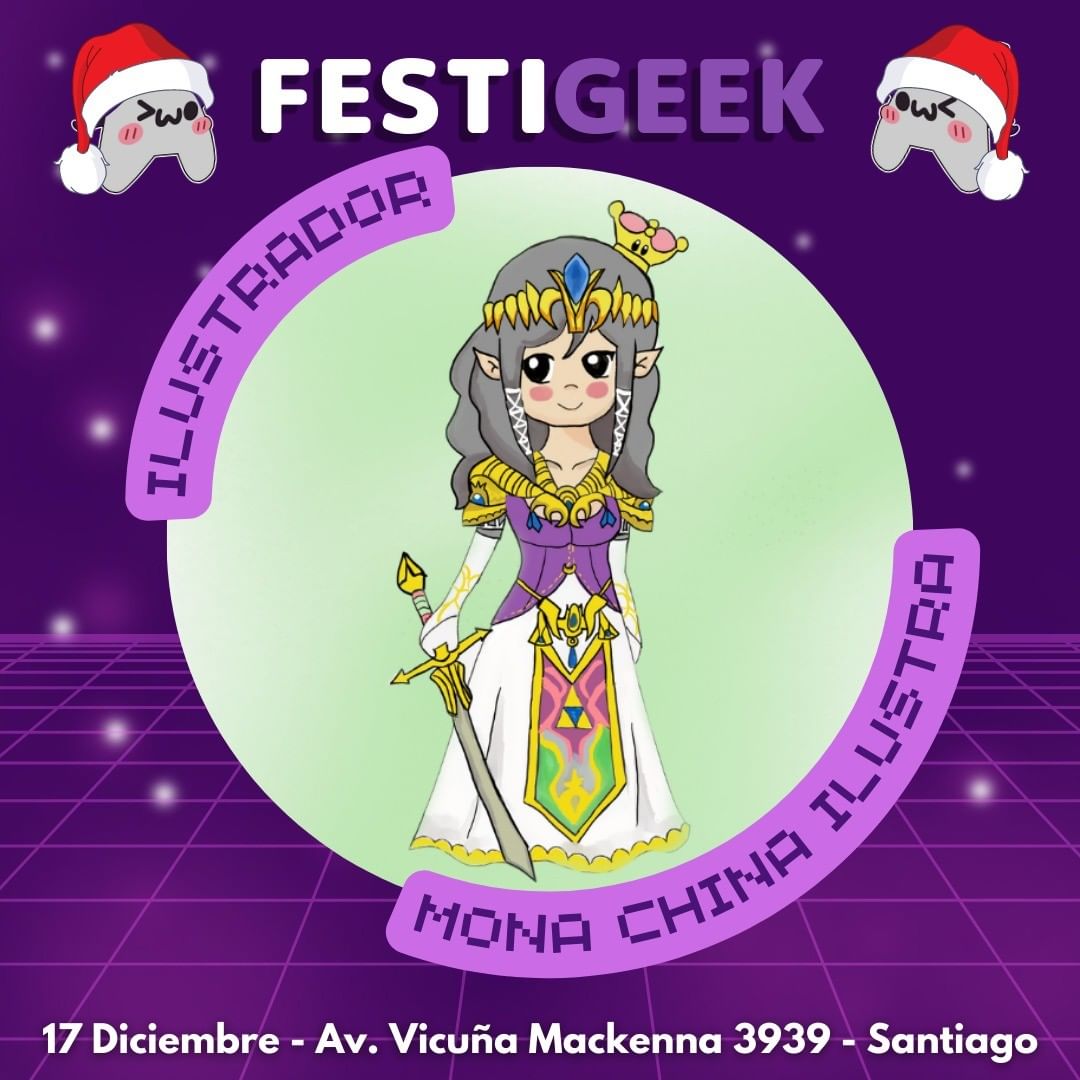 FESTIGEEK
ILUSTRADOR
MONA CHINA ILUSTRA
17 Diciembre - Av. Vicuña Mackenna 3939 - Santiago